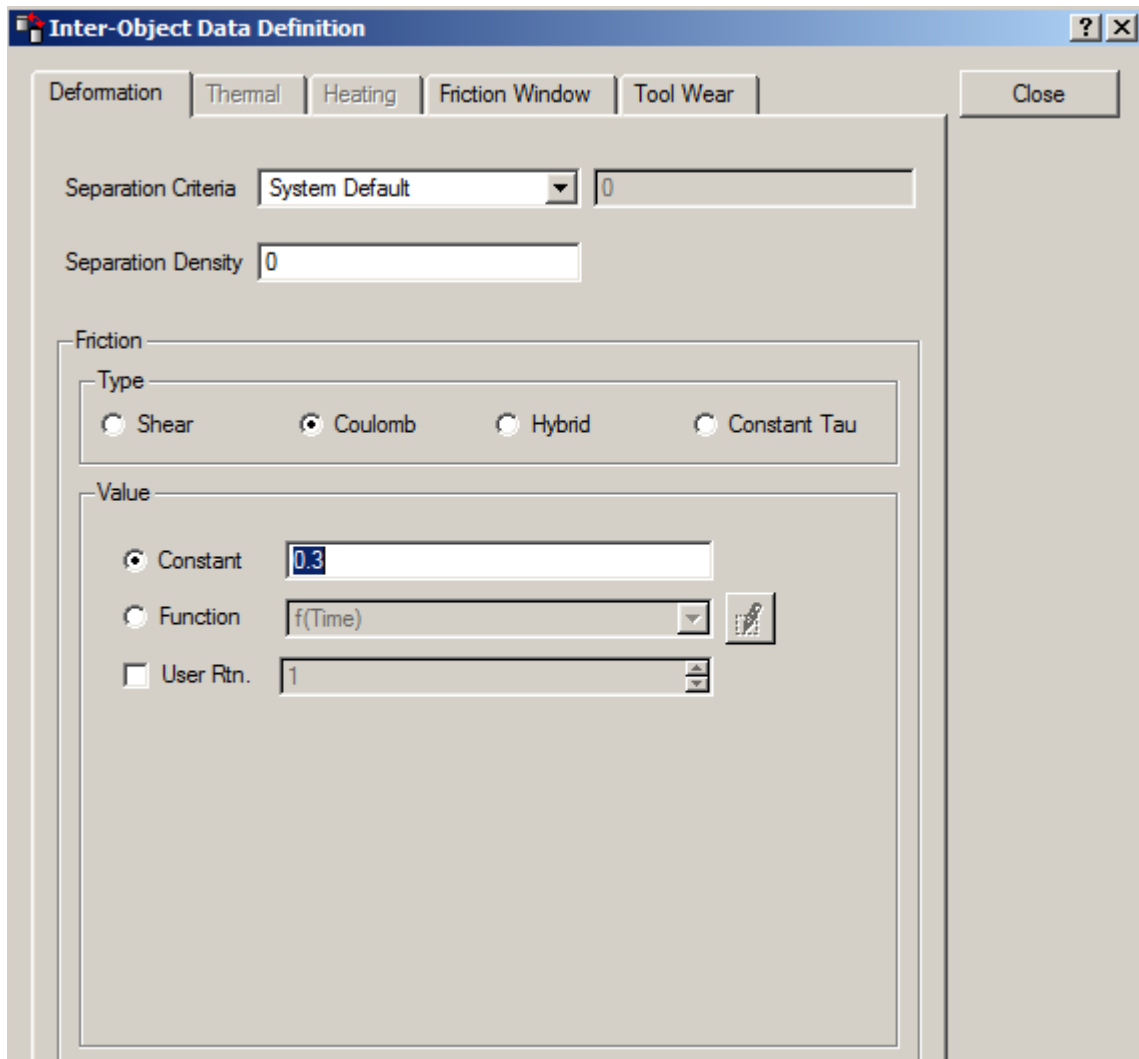 Inter-Object Data Definition
Deformation Thermal Heating Friction Window Tool Wear Close
Separation Criteria System Default 0
Separation Density 0
Friction
Type
Shear Coulomb Hybrid Constant Tau
Value
Constant 0.3
Function f(Time)
User Rtn. 1